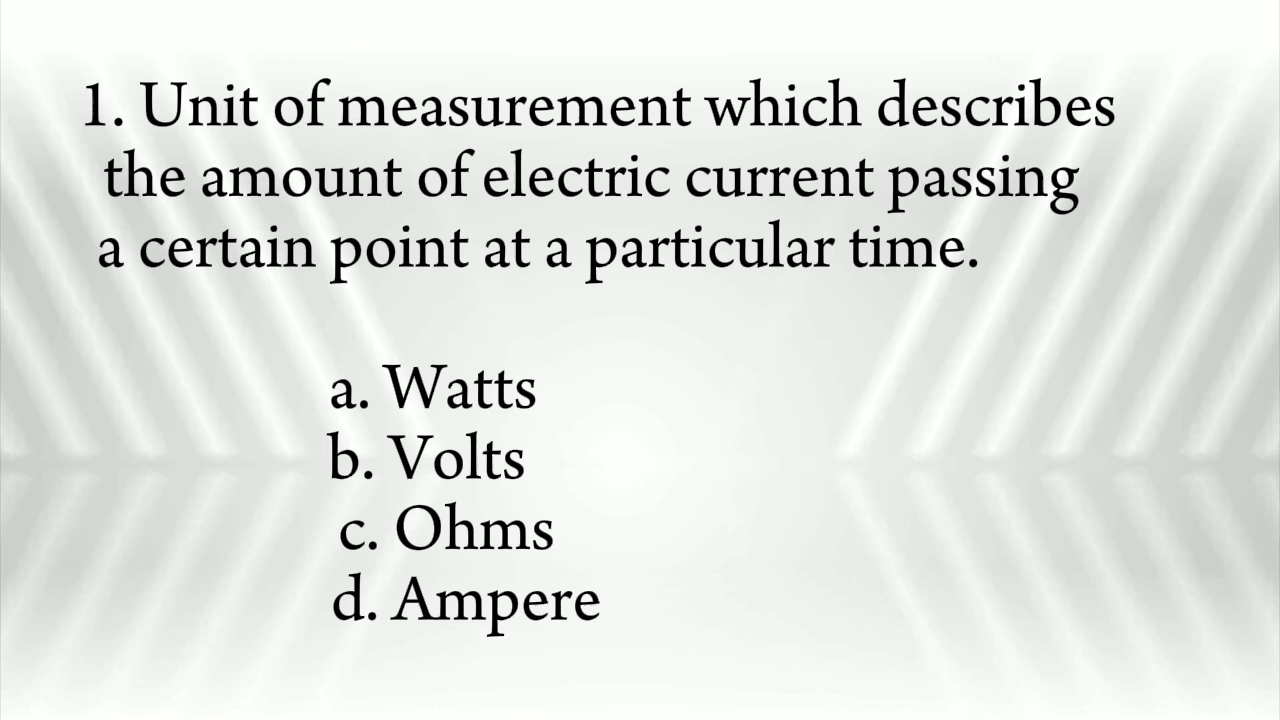 1. Unit of measurement which describes
the amount of electric current passing
a certain point at a particular time.
a. Watts
b. Volts
c. Ohms
d. Ampere